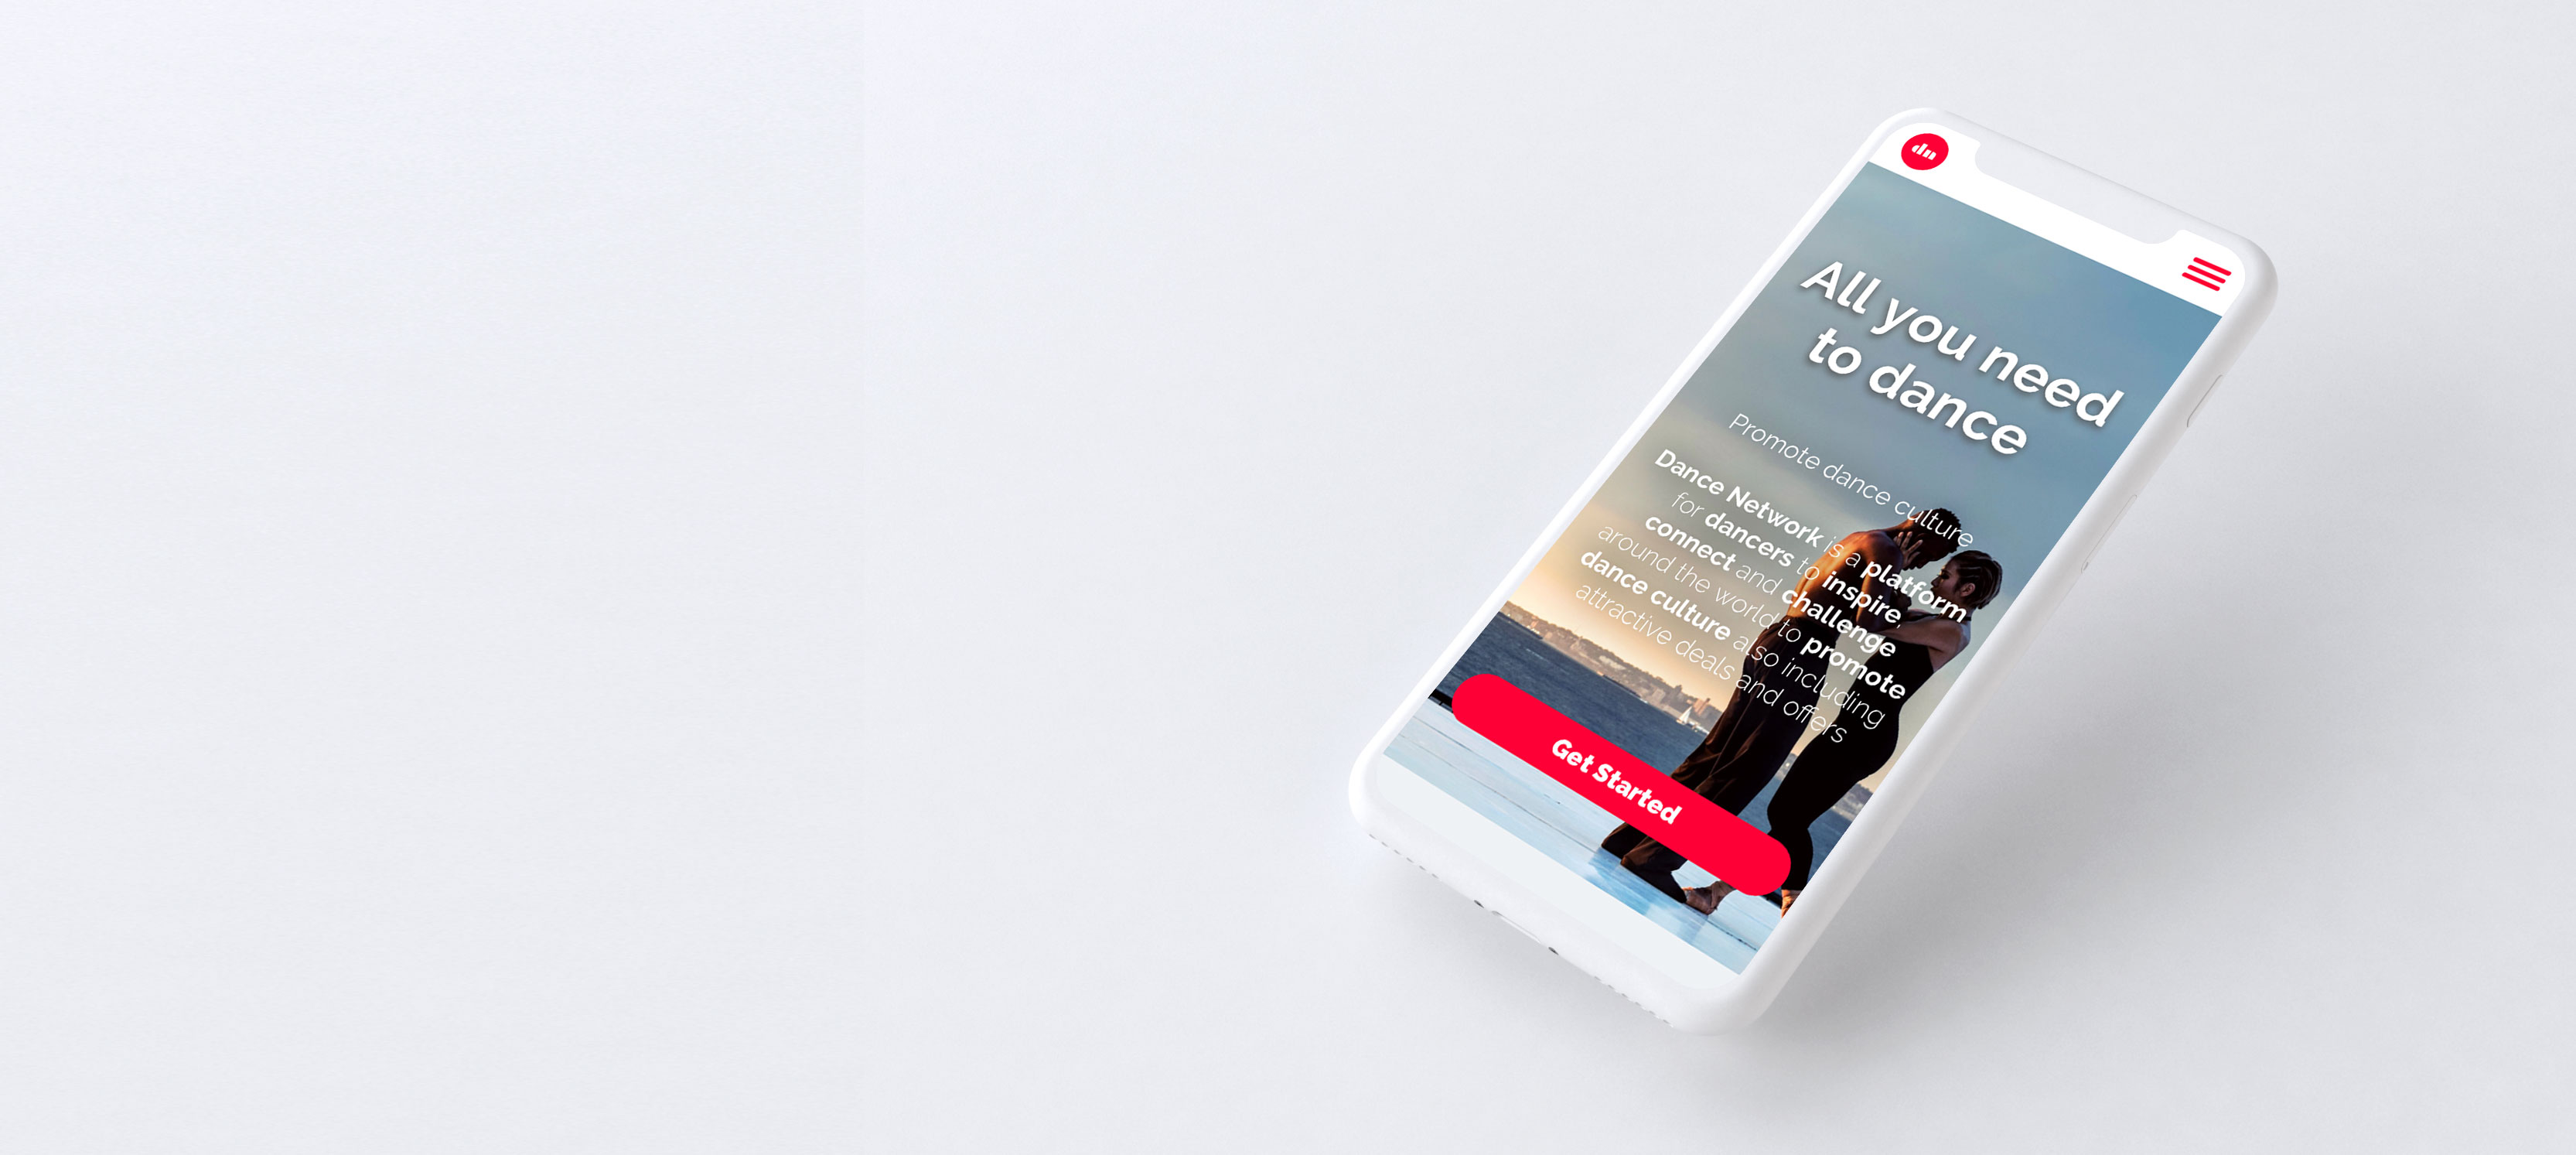 dn
All you need
to dance
Promote dance culture
Dance Network is a platform
for dancers to inspire,
connect and challenge
around the world to promote
dance culture also including
attractive deals and offers
Get Started